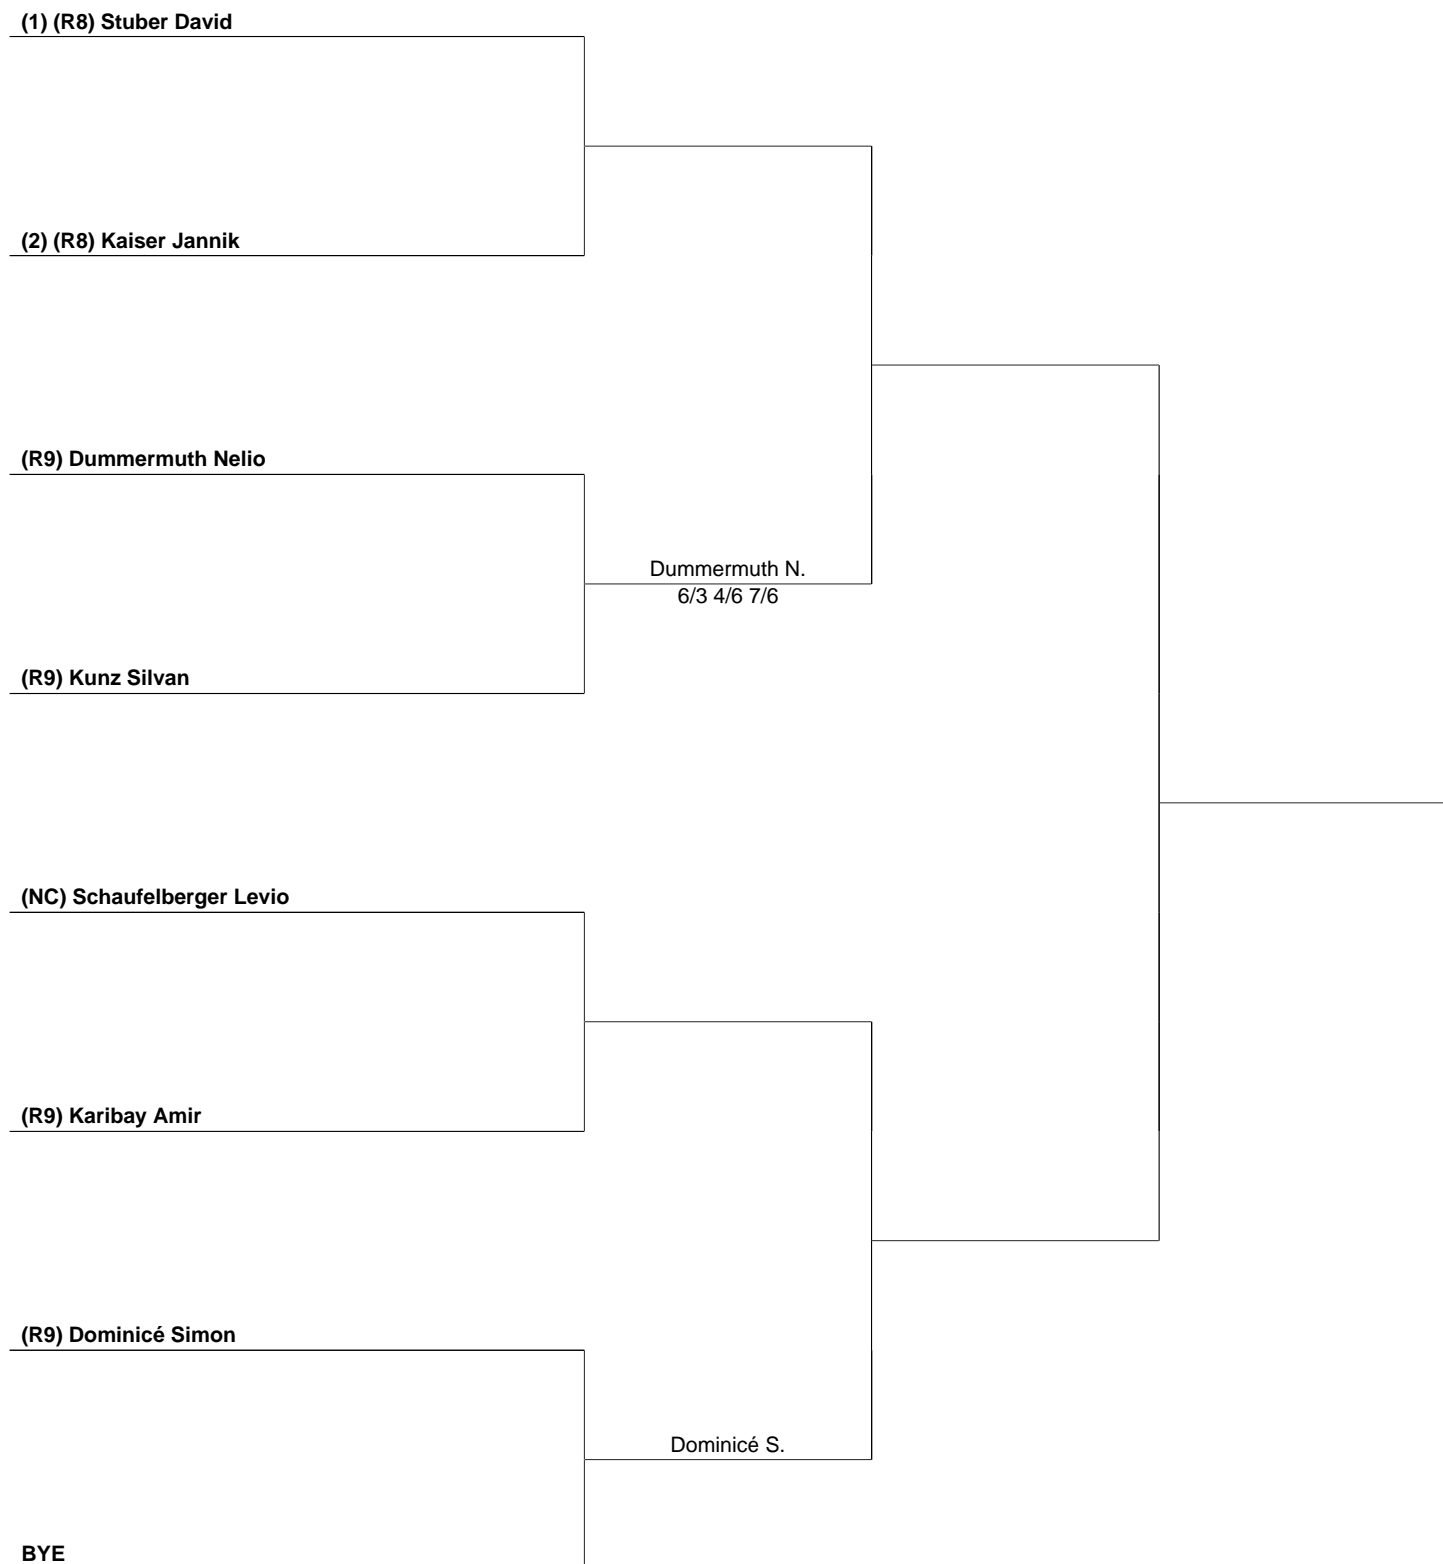 (1) (R8) Stuber David
(2) (R8) Kaiser Jannik
(R9) Dummermuth Nelio
Dummermuth N.
6/3 4/6 7/6
(R9) Kunz Silvan
(NC) Schaufelberger Levio
(R9) Karibay Amir
(R9) Dominicé Simon
Dominicé S.
BYE